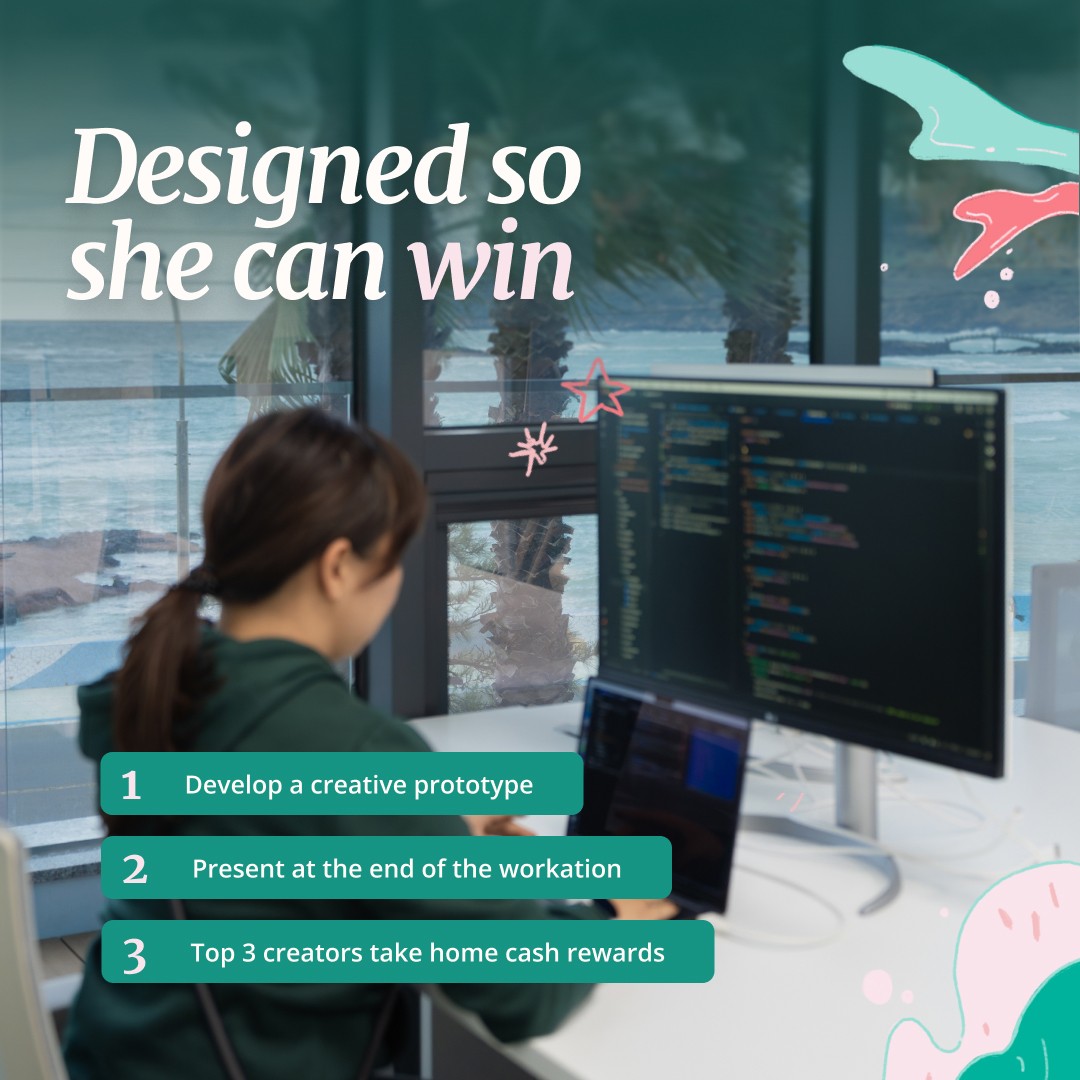 Designed so
she can win
1 Develop a creative prototype
2 Present at the end of the workation
3 Top 3 creators take home cash rewards